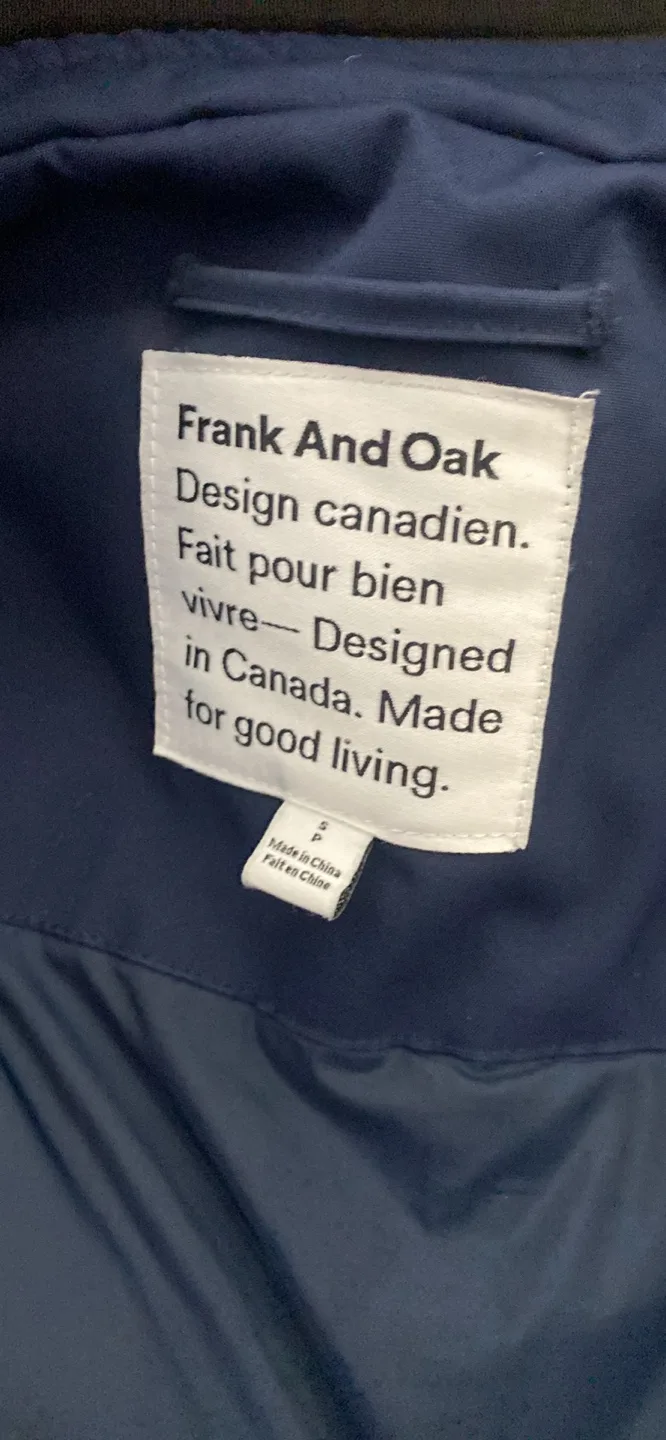 Frank And Oak
Design canadien.
Fait pour bien
vivre— Designed
in Canada. Made
for good living.
S
P
Made in China
Fait en Chine